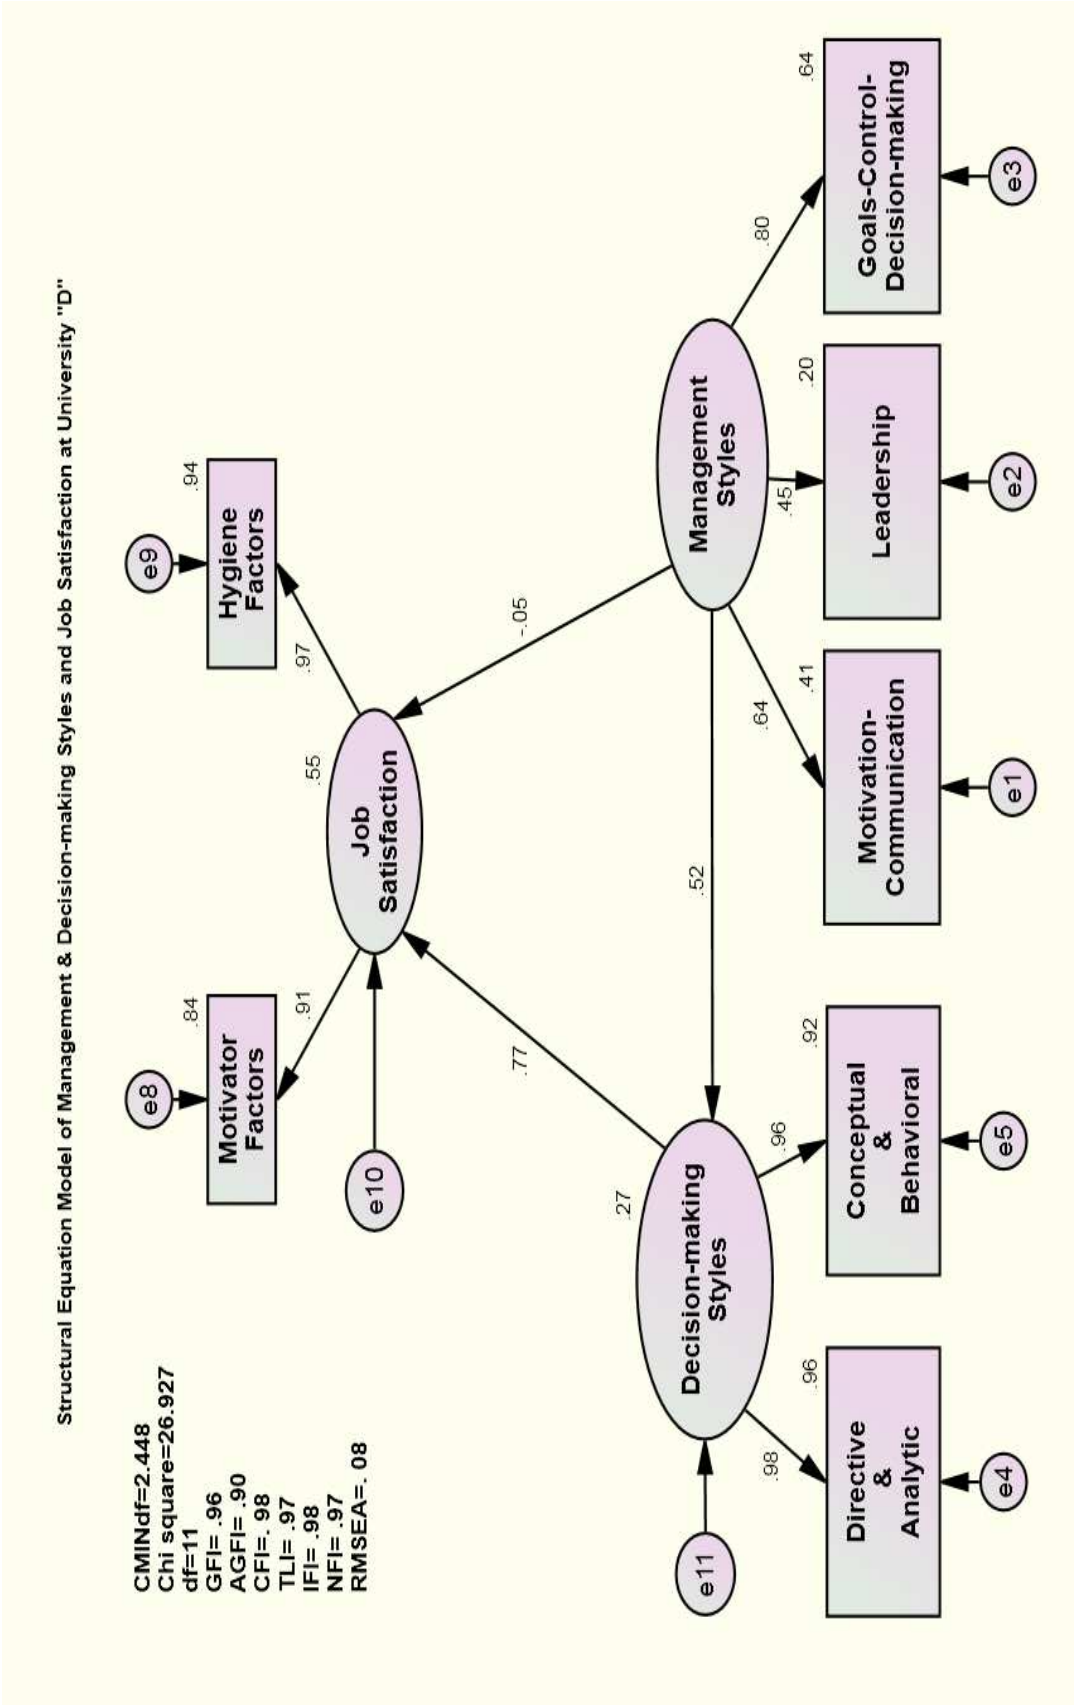 Structural Equation Model of Management & Decision-making Styles and Job Satisfaction at University "D"
CMINdf=2.448
Chi square=26.927
df=11
GFI= .96
AGFI= .90
CFI=. 98
TLI= .97
IFI= .98
NFI= .97
RMSEA=. 08
e8
e9
.84
.94
Motivator
Factors
Hygiene
Factors
.91
.97
.55
e10
Job
Satisfaction
.77
-.05
.27
.52
Decision-making
Styles
Management
Styles
e11
.98
.96
.64
.45
.80
.96
.92
.41
.20
.64
Directive
&
Analytic
Conceptual
&
Behavioral
Motivation-
Communication
Leadership
Goals-Control-
Decision-making
e4
e5
e1
e2
e3